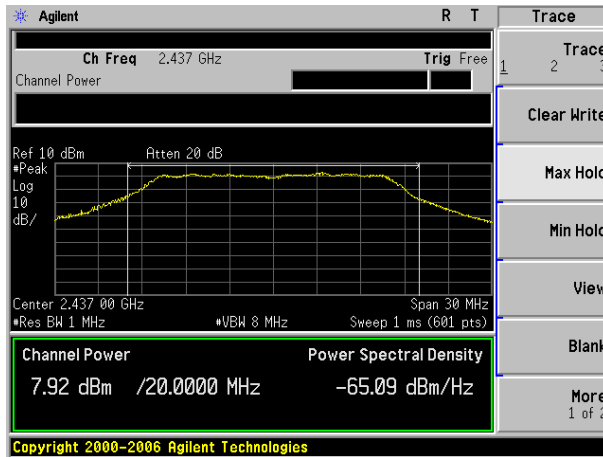 Agilent R T Trace
Ch Freq 2.437 GHz Trig Free
Channel Power
Trace
1 2 3
Clear Write
Ref 10 dBm Atten 20 dB
#Peak
Log
10
dB/
Max Hold
Min Hold
View
Center 2.437 00 GHz Span 30 MHz
#Res BW 1 MHz #VBW 8 MHz Sweep 1 ms (601 pts)
Blank
Channel Power Power Spectral Density
7.92 dBm /20.0000 MHz -65.09 dBm/Hz
More
1 of 2
Copyright 2000-2006 Agilent Technologies